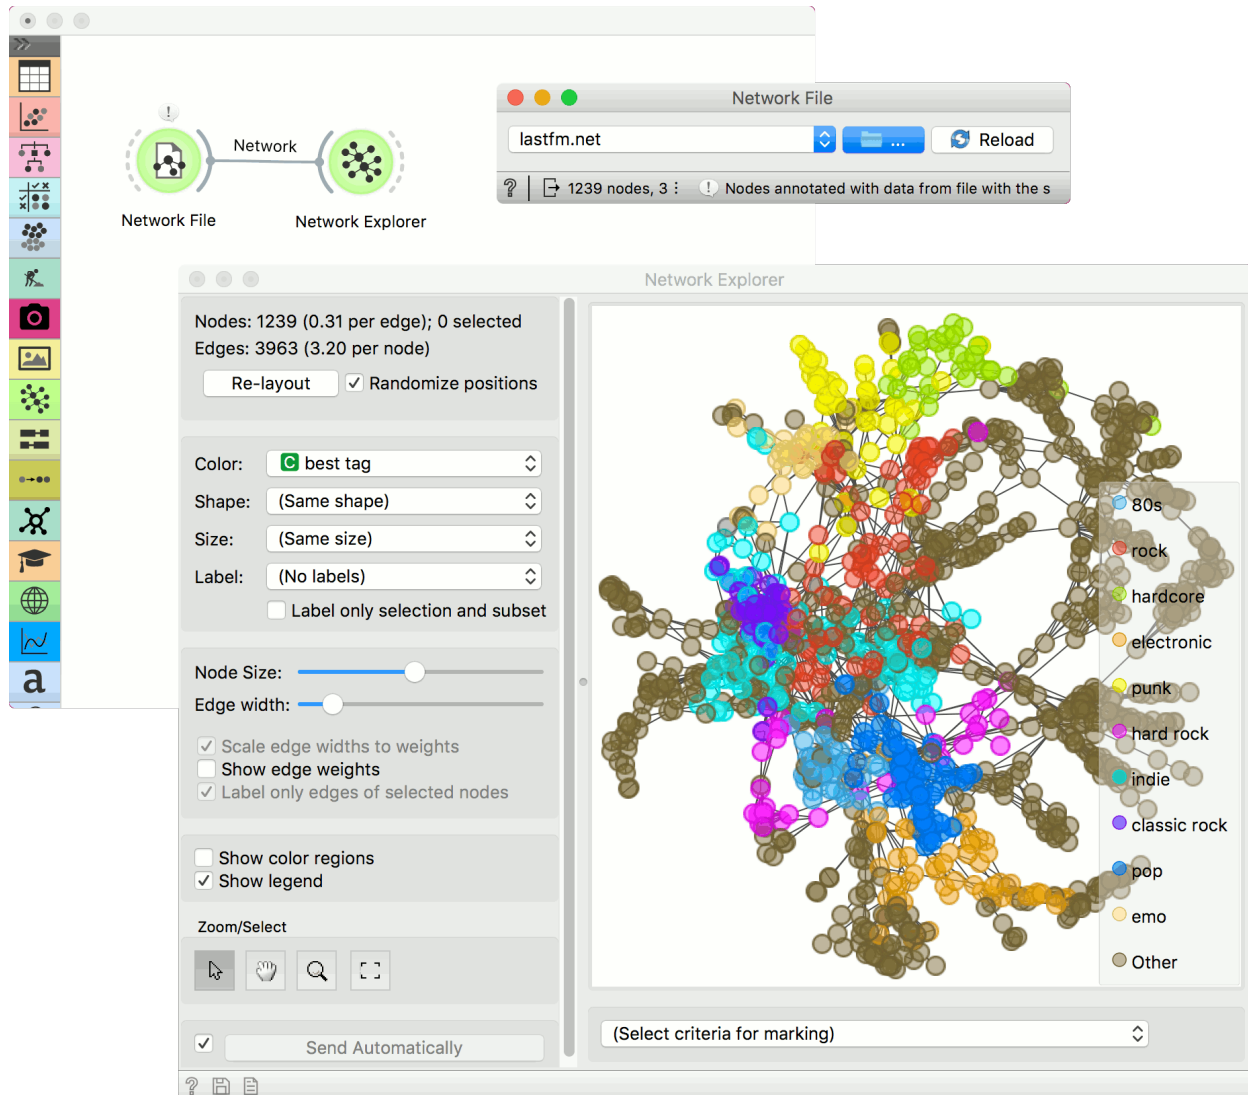 Network
Network File
Network Explorer
Network File
lastfm.net
...
Reload
1239 nodes, 3
Nodes annotated with data from file with the s
Network Explorer
Nodes: 1239 (0.31 per edge); 0 selected
Edges: 3963 (3.20 per node)
Re-layout
Randomize positions
Color:
C best tag
Shape:
(Same shape)
Size:
(Same size)
Label:
(No labels)
Label only selection and subset
Node Size:
Edge width:
Scale edge widths to weights
Show edge weights
Label only edges of selected nodes
Show color regions
Show legend
Zoom/Select
Send Automatically
80s
rock
hardcore
electronic
punk
hard rock
indie
classic rock
pop
emo
Other
(Select criteria for marking)
a